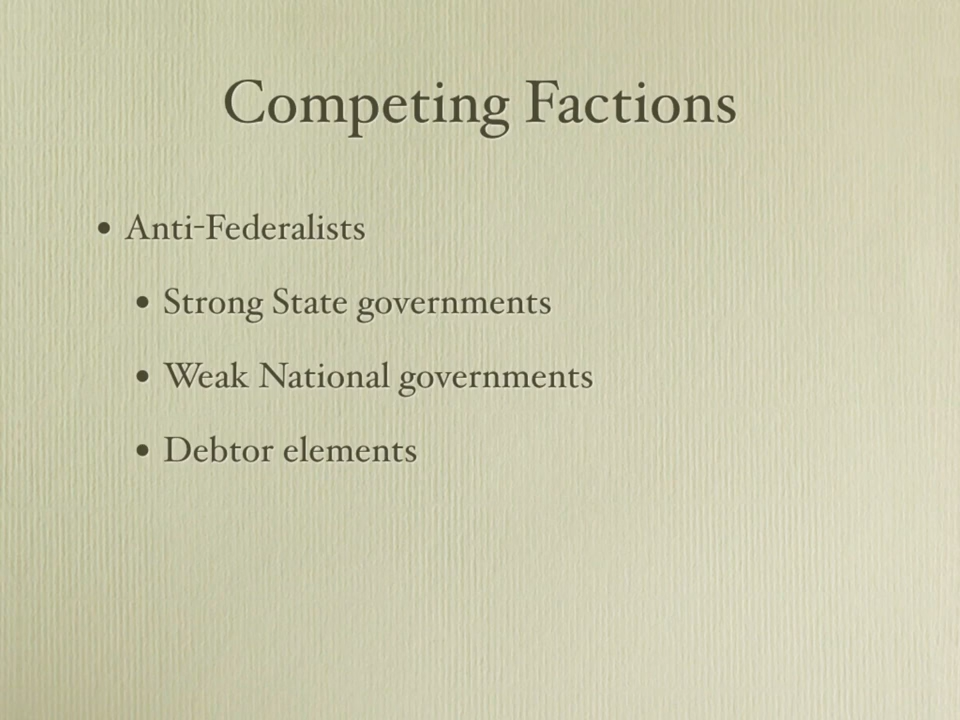 Competing Factions
• Anti-Federalists
• Strong State governments
• Weak National governments
• Debtor elements